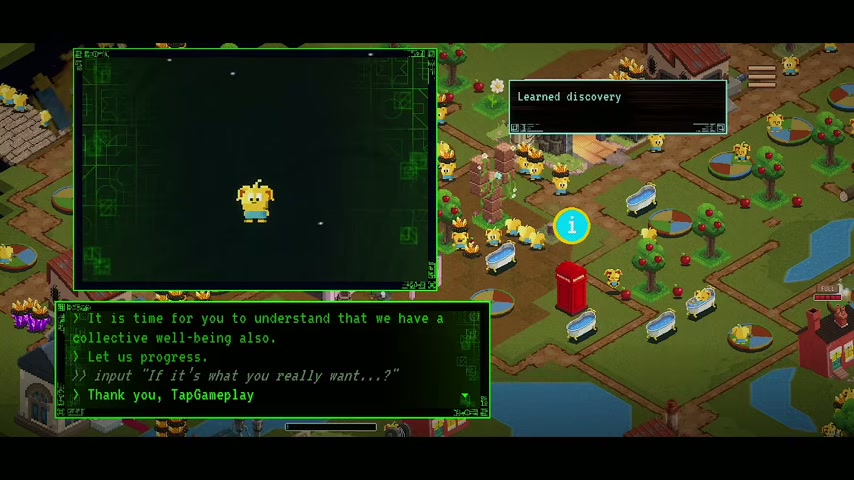 Learned discovery
i
FULL
> It is time for you to understand that we have a
collective well-being also.
> Let us progress.
>> input "If it's what you really want...?"
> Thank you, TapGameplay